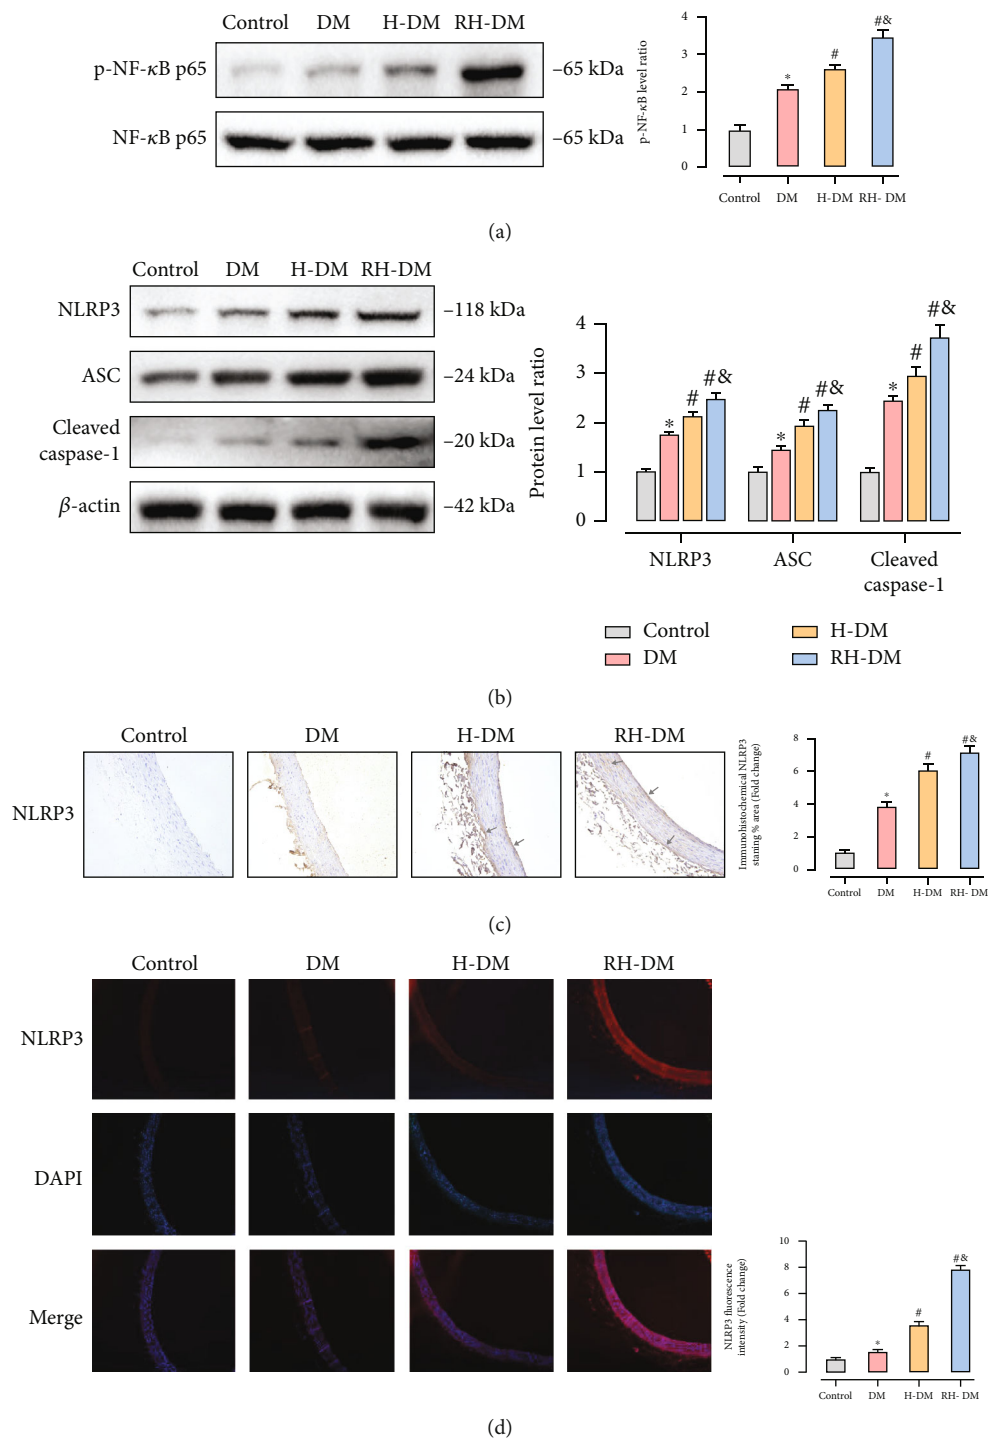 Control DM H-DM RH-DM
p-NF-κB p65 –65 kDa
NF-κB p65 –65 kDa
p-NF-κB level ratio
4
3
2
1
0
* # #&
Control DM H-DM RH- DM
(a)
Control DM H-DM RH-DM
NLRP3 –118 kDa
ASC –24 kDa
Cleaved
caspase-1 –20 kDa
β-actin –42 kDa
Protein level ratio
4
3
2
1
0
* # #& * # #& * # #&
NLRP3 ASC Cleaved
caspase-1
Control H-DM
DM RH-DM
(b)
Control DM H-DM RH-DM
NLRP3
Immunohistochemical NLRP3
staning % area (Fold change)
8
6
4
2
0
* # #&
Control DM H-DM RH- DM
(c)
Control DM H-DM RH-DM
NLRP3
DAPI
Merge
NLRP3 fluorescence
intensity (Fold change)
10
8
6
4
2
0
* # #&
Control DM H-DM RH- DM
(d)